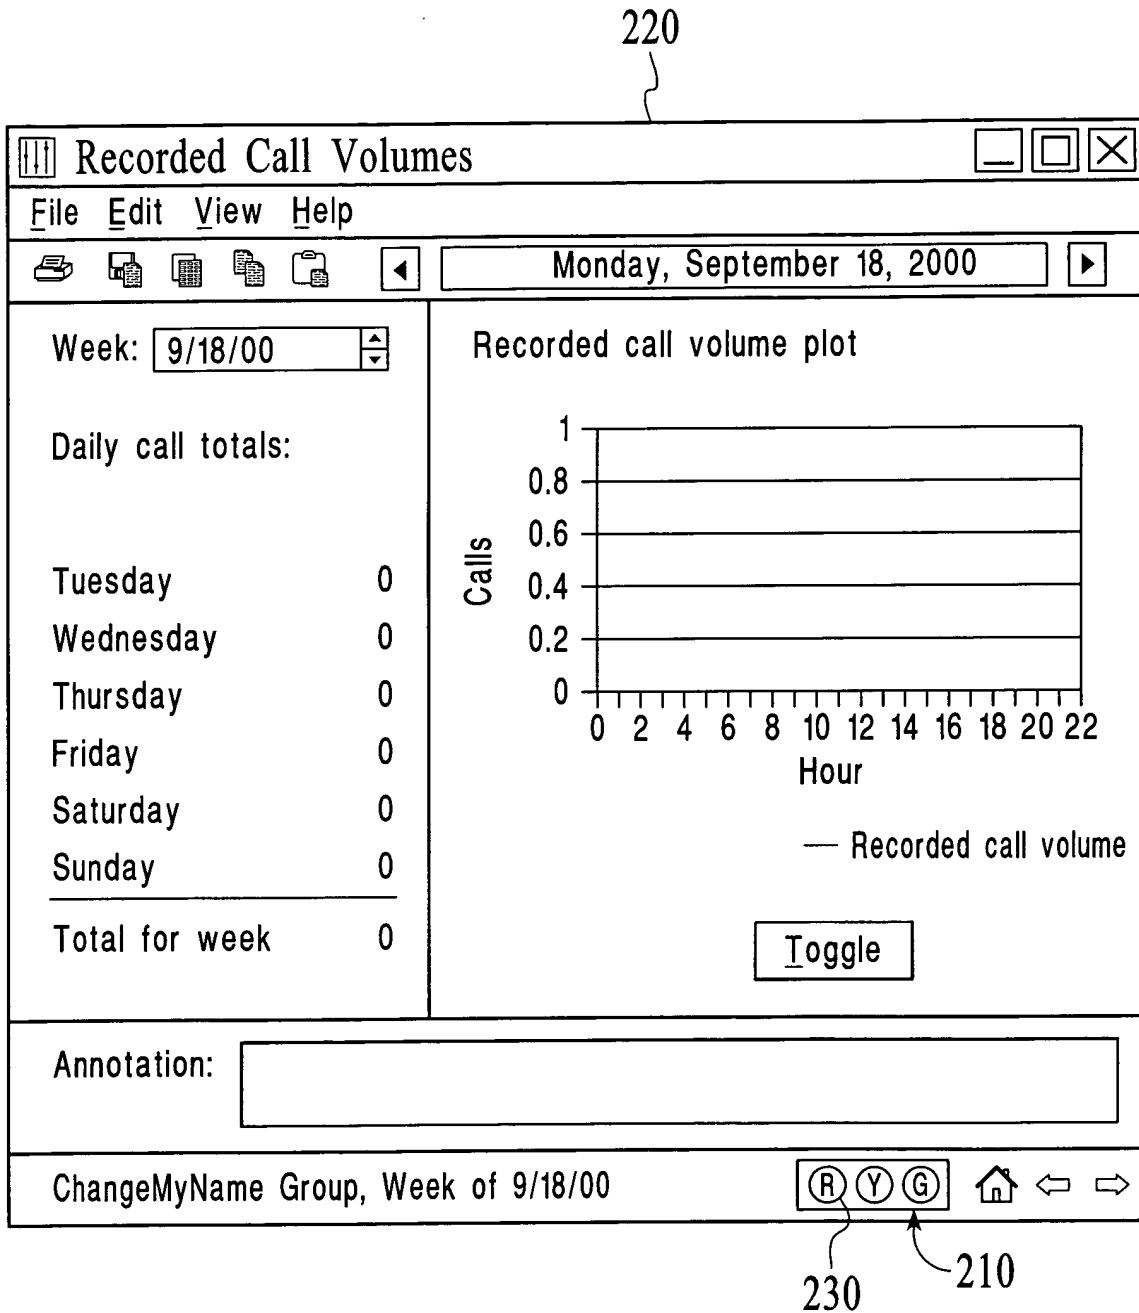 220
Recorded Call Volumes
File Edit View Help
Monday, September 18, 2000
Week: 9/18/00
Daily call totals:
Tuesday 0
Wednesday 0
Thursday 0
Friday 0
Saturday 0
Sunday 0
Total for week 0
Recorded call volume plot
1
0.8
0.6
0.4
0.2
0
Calls
0 2 4 6 8 10 12 14 16 18 20 22
Hour
Recorded call volume
Toggle
Annotation:
ChangeMyName Group, Week of 9/18/00
R Y G
230
210